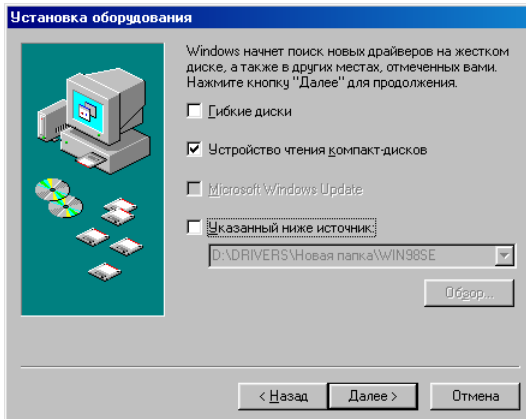 Установка оборудования
Windows начнет поиск новых драйверов на жестком
диске, а также в других местах, отмеченных вами.
Нажмите кнопку "Далее" для продолжения.
Гибкие диски
Устройство чтения компакт-дисков
Microsoft Windows Update
Указанный ниже источник:
D:\DRIVERS\Новая папка\WIN98SE
Обзор...
< Назад
Далее >
Отмена